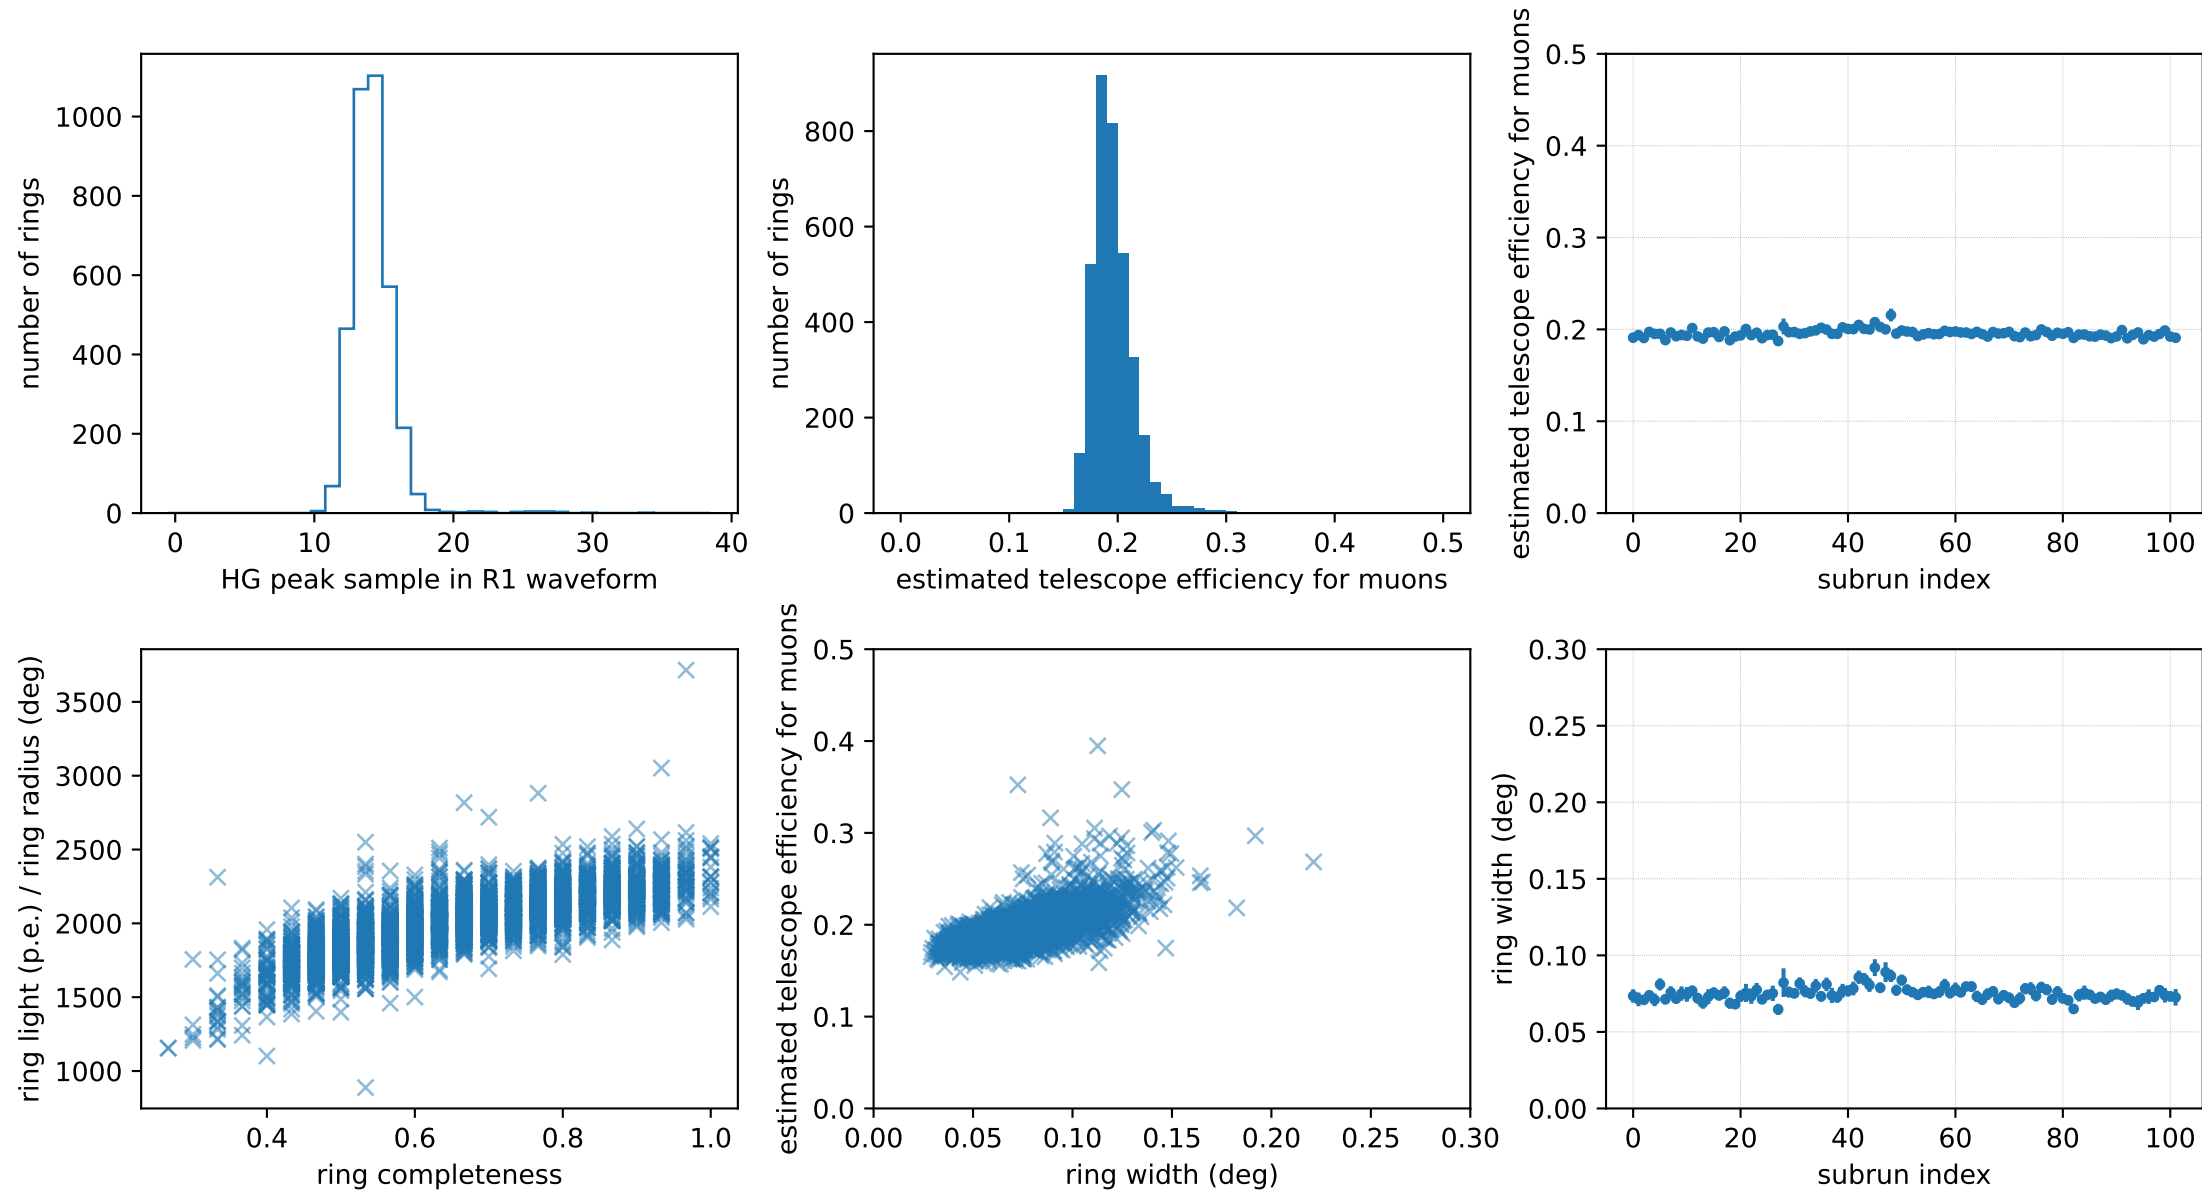 number of rings
1000
800
600
400
200
0
0 10 20 30 40
HG peak sample in R1 waveform
number of rings
800
600
400
200
0
0.0 0.1 0.2 0.3 0.4 0.5
estimated telescope efficiency for muons
estimated telescope efficiency for muons
0.5
0.4
0.3
0.2
0.1
0.0
0 20 40 60 80 100
subrun index
ring light (p.e.) / ring radius (deg)
3500
3000
2500
2000
1500
1000
0.4 0.6 0.8 1.0
ring completeness
estimated telescope efficiency for muons
0.5
0.4
0.3
0.2
0.1
0.0
0.00 0.05 0.10 0.15 0.20 0.25 0.30
ring width (deg)
ring width (deg)
0.30
0.25
0.20
0.15
0.10
0.05
0.00
0 20 40 60 80 100
subrun index